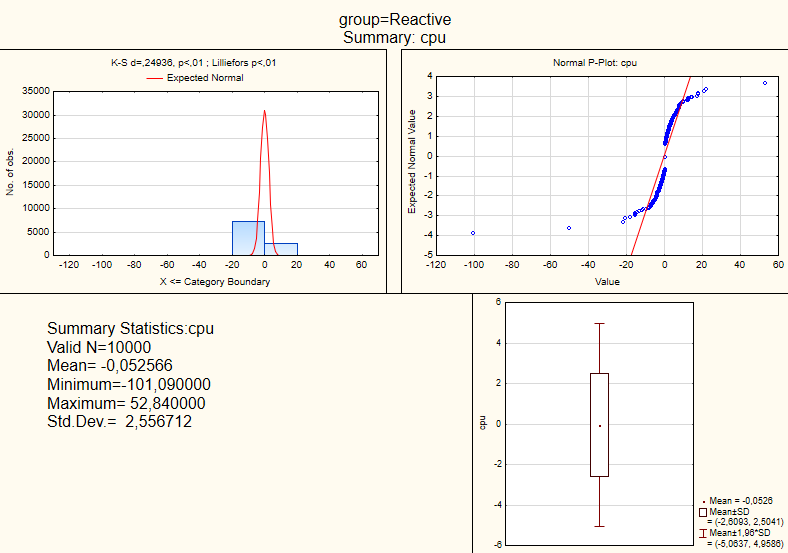 group=Reactive
Summary: cpu
K-S d=,24936, p<,01 ; Lilliefors p<,01
Expected Normal
35000
30000
25000
20000
15000
10000
5000
0
No. of obs.
-120 -100 -80 -60 -40 -20 0 20 40 60
X <= Category Boundary
Normal P-Plot: cpu
4
3
2
1
0
-1
-2
-3
-4
-5
Expected Normal Value
-120 -100 -80 -60 -40 -20 0 20 40 60
Value
Summary Statistics:cpu
Valid N=10000
Mean= -0,052566
Minimum=-101,090000
Maximum= 52,840000
Std.Dev.= 2,556712
6
4
2
0
-2
-4
-6
cpu
Mean = -0,0526
Mean±SD
= (-2,6093, 2,5041)
Mean±1,96*SD
= (-5,0637, 4,9586)